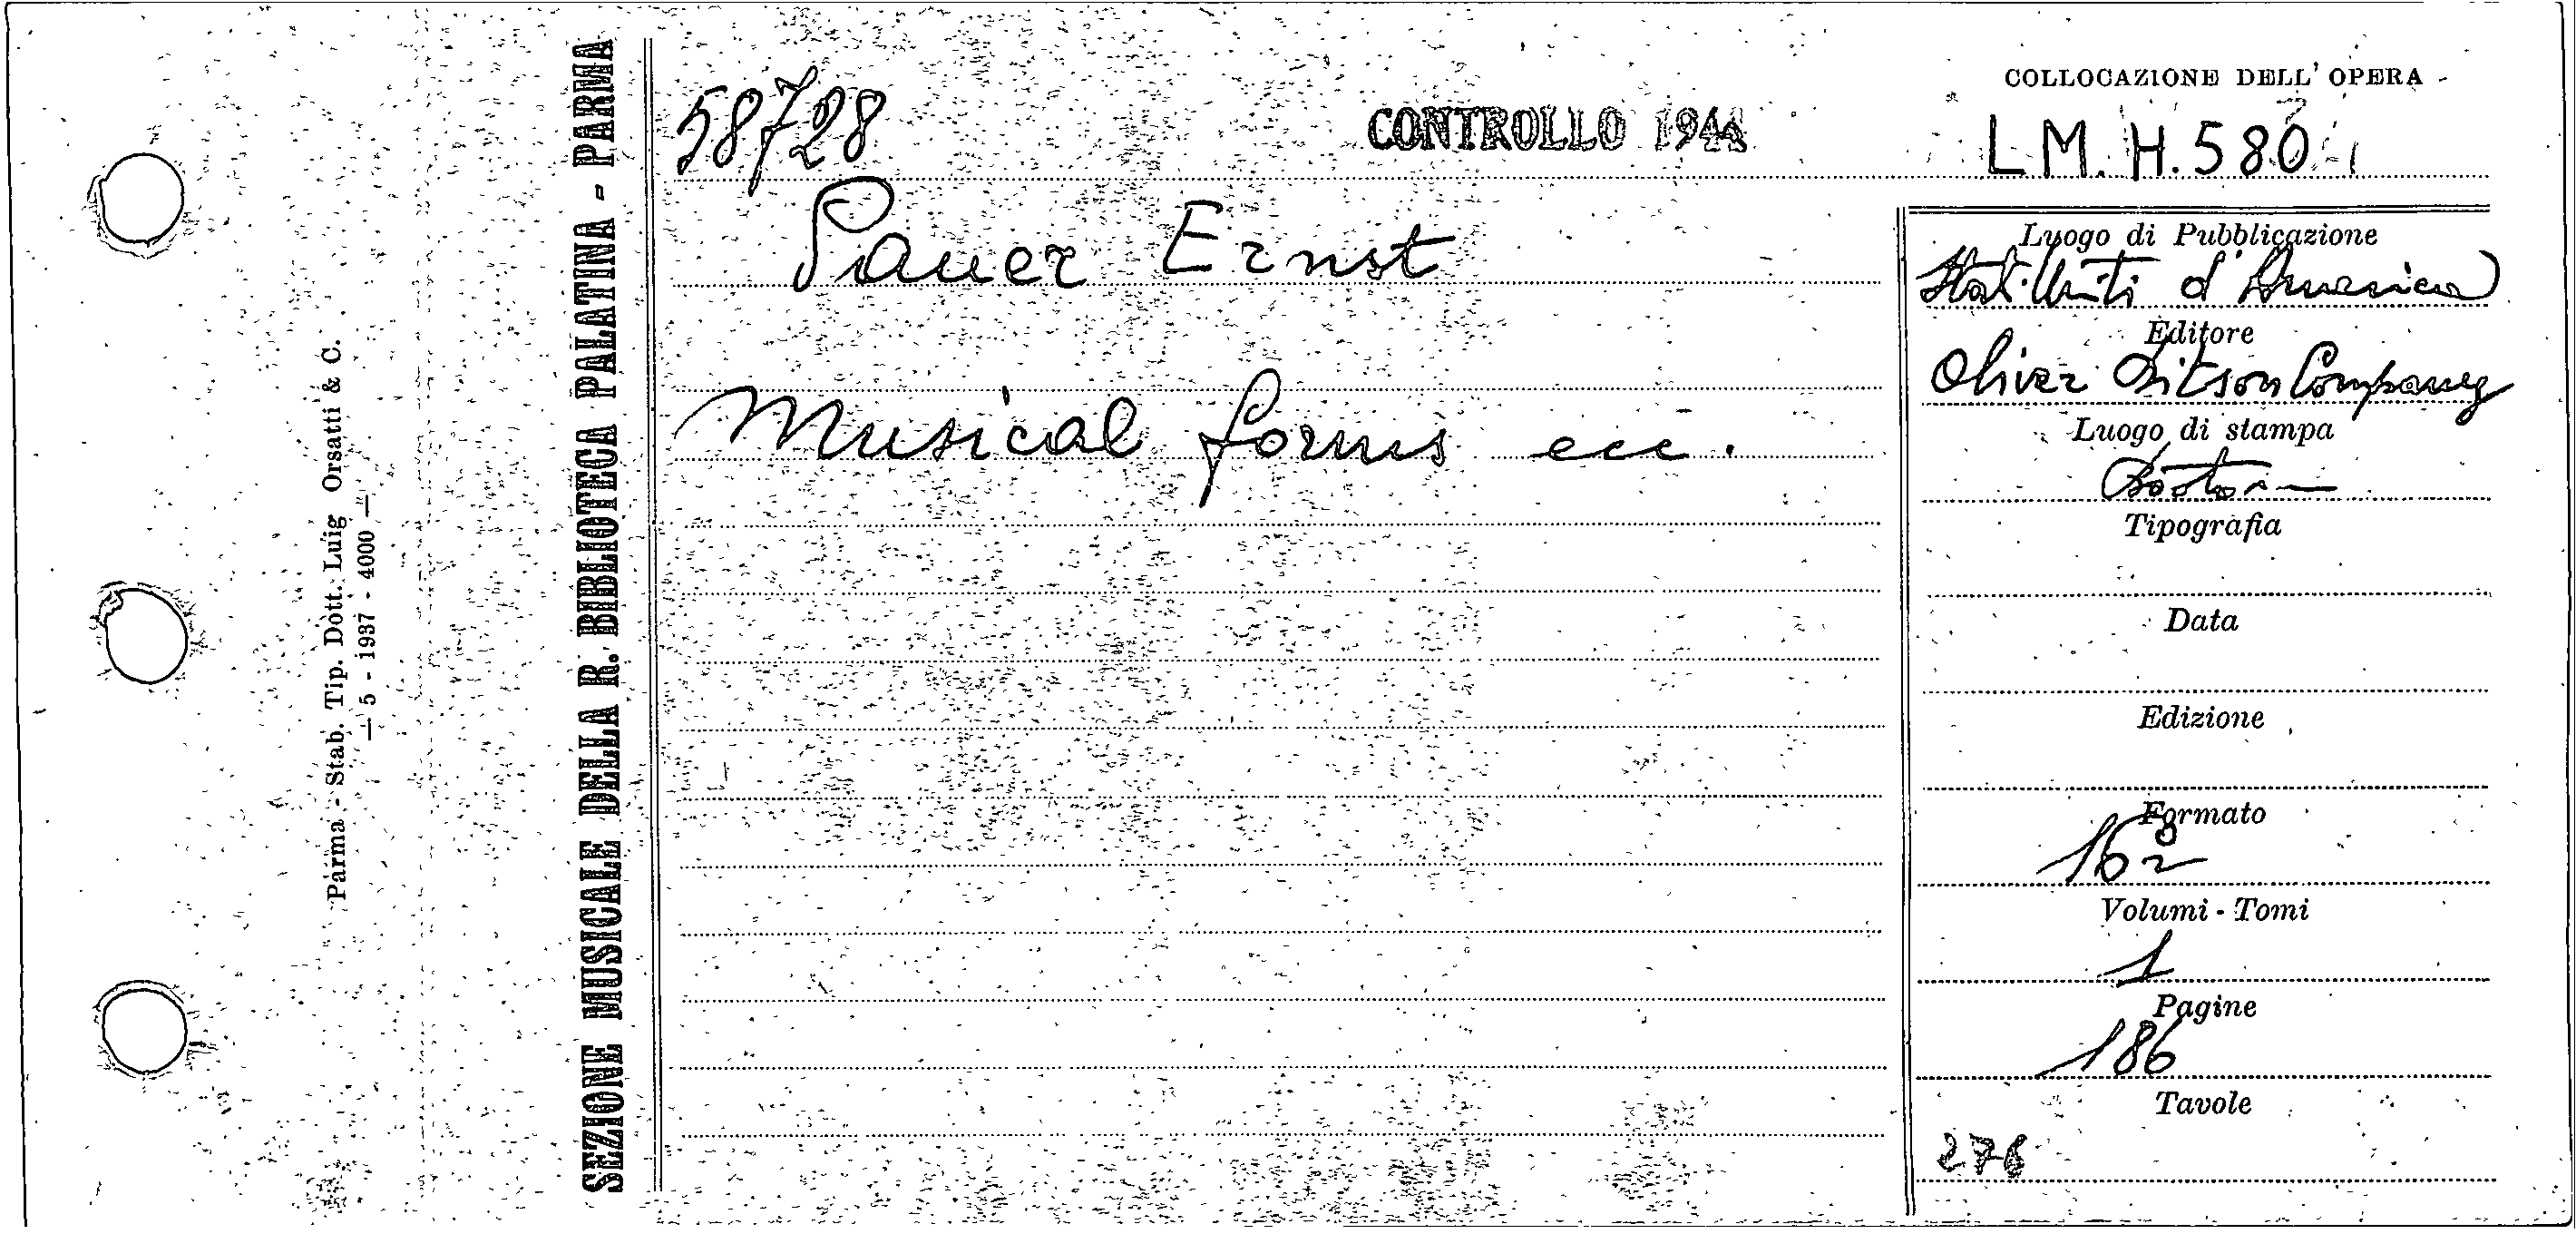 58728
CONTROLLO 1944
COLLOCAZIONE DELL' OPERA
L M. H. 580
Pauer Ernst
Musical forms ecc.
Luogo di Pubblicazione
Stati Uniti d'America
Editore
Oliver Ditson Company
Luogo di stampa
Boston
Tipografia
Data
Edizione
Formato
16º
Volumi - Tomi
1
Pagine
186
Tavole
276
SEZIONE MUSICALE DELLA R. BIBLIOTECA PALATINA - PARMA
Parma - Stab. Tip. Dott. Luig Orsatti & C.
— 5 - 1937 - 4000 —